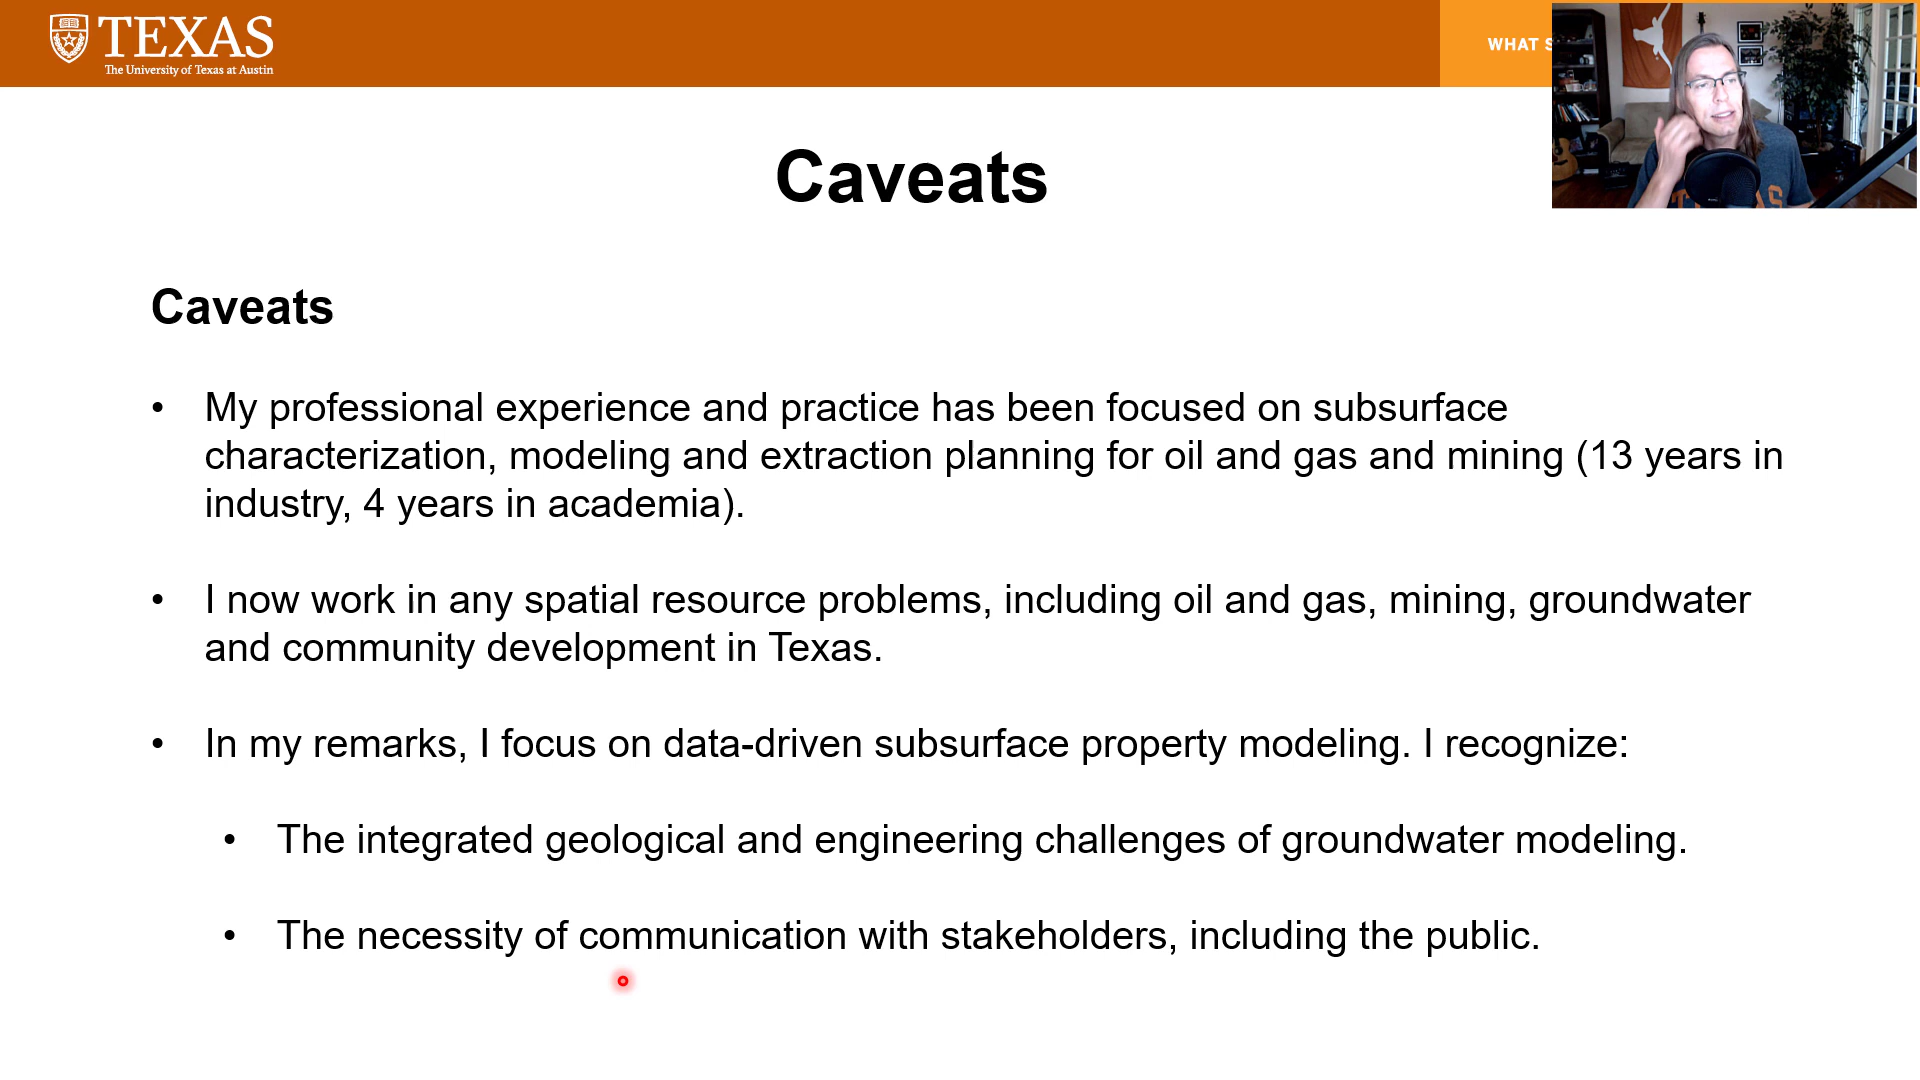 TEXAS
The University of Texas at Austin
WHAT S
Caveats
Caveats
• My professional experience and practice has been focused on subsurface
characterization, modeling and extraction planning for oil and gas and mining (13 years in
industry, 4 years in academia).
• I now work in any spatial resource problems, including oil and gas, mining, groundwater
and community development in Texas.
• In my remarks, I focus on data-driven subsurface property modeling. I recognize:
• The integrated geological and engineering challenges of groundwater modeling.
• The necessity of communication with stakeholders, including the public.